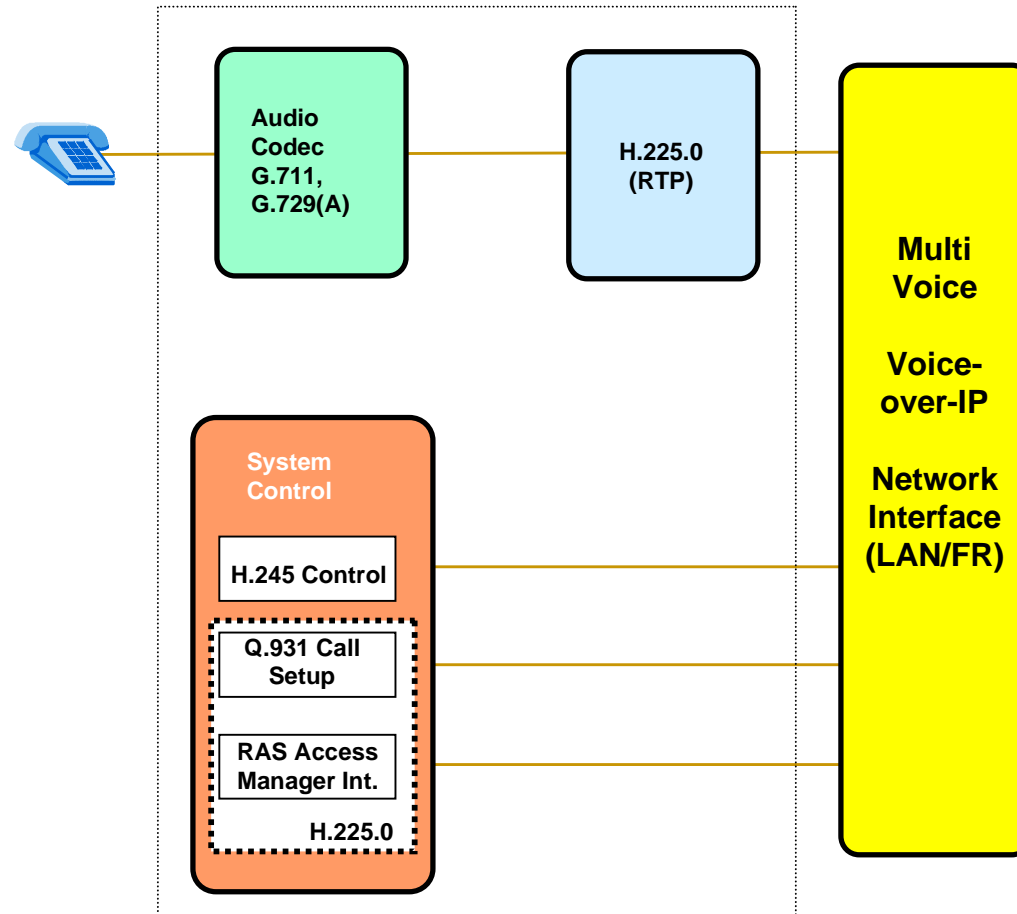 Audio
Codec
G.711,
G.729(A)
H.225.0
(RTP)
Multi
Voice
Voice-
over-IP
Network
Interface
(LAN/FR)
System
Control
H.245 Control
Q.931 Call
Setup
RAS Access
Manager Int.
H.225.0